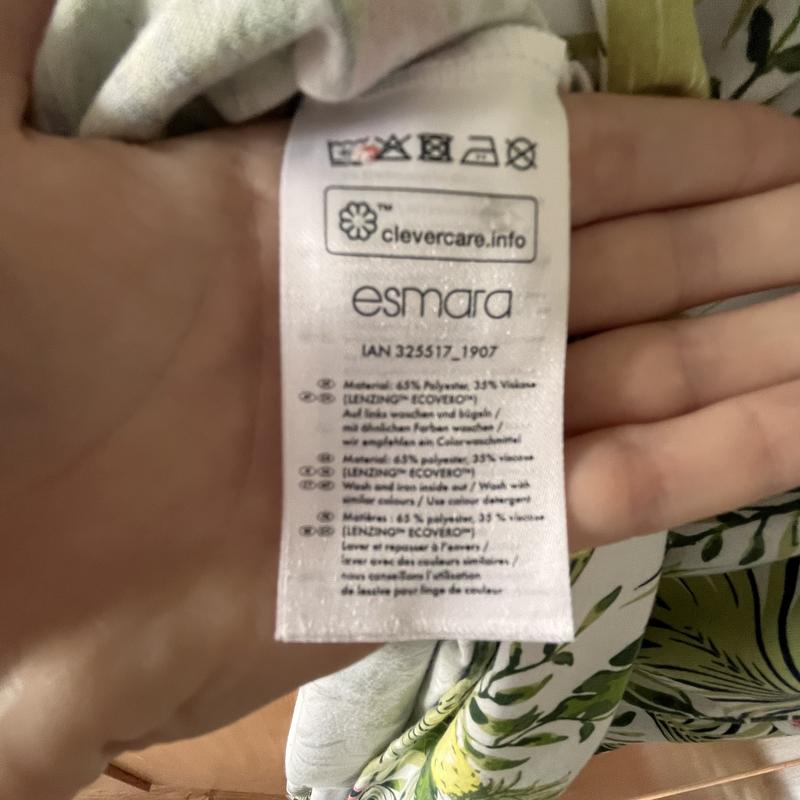 clevercare.info
esmara
IAN 325517_1907
Material: 65% Polyester, 35% Viskose
(LENZING™ ECOVERO™)
Auf links waschen und bügeln /
mit ähnlichen Farben waschen /
wir empfehlen ein Colorwaschmittel
Material: 65% polyester, 35% viscose
(LENZING™ ECOVERO™)
Wash and iron inside out / Wash with
similar colours / Use colour detergent
Matières : 65 % polyester, 35 % viscose
(LENZING™ ECOVERO™)
Laver et repasser à l'envers /
laver avec des couleurs similaires /
nous conseillons l'utilisation
de lessive pour linge de couleur